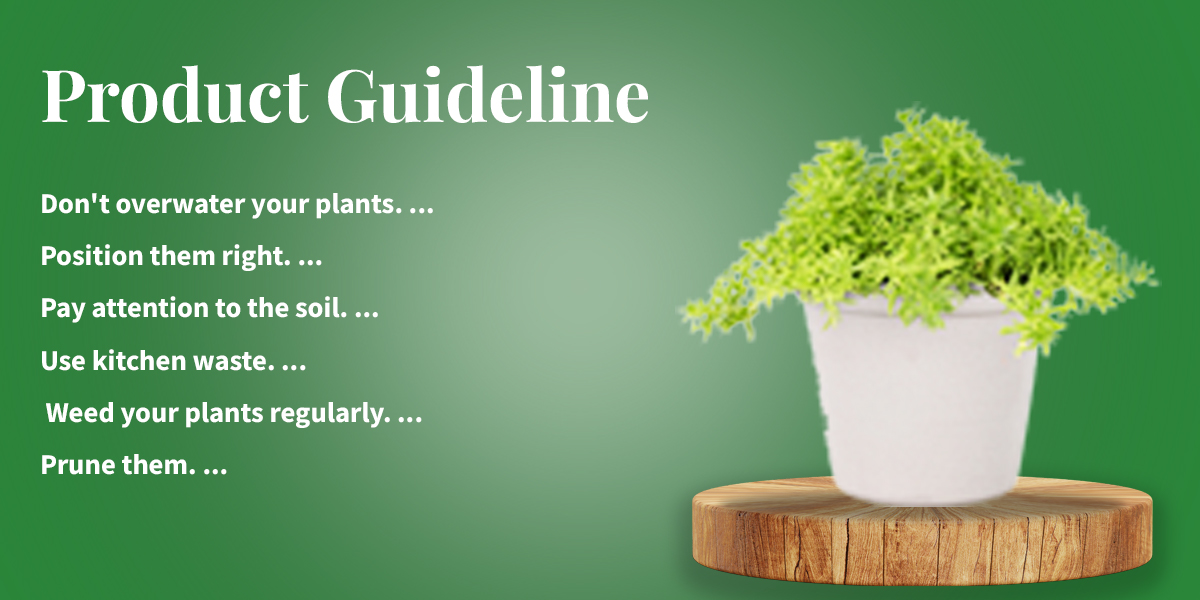 Product Guideline
Don't overwater your plants. ...
Position them right. ...
Pay attention to the soil. ...
Use kitchen waste. ...
Weed your plants regularly. ...
Prune them. ...